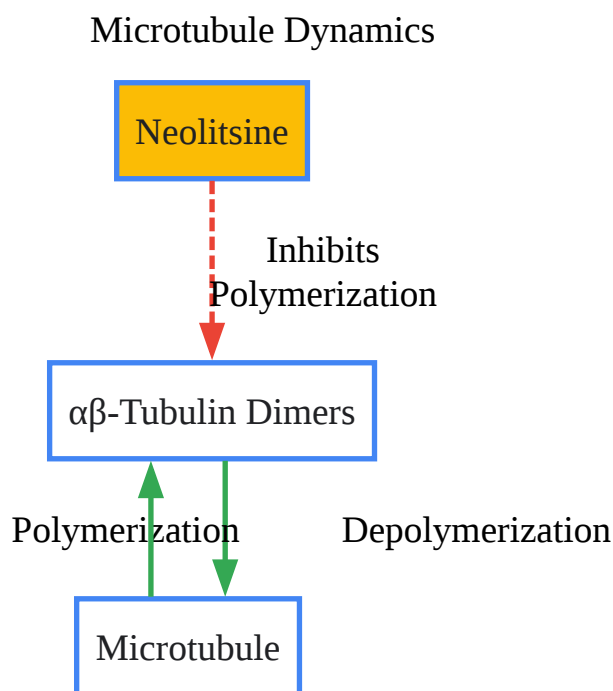 Microtubule Dynamics
Neolitsine
Inhibits
Polymerization
αβ-Tubulin Dimers
Polymerization
Depolymerization
Microtubule